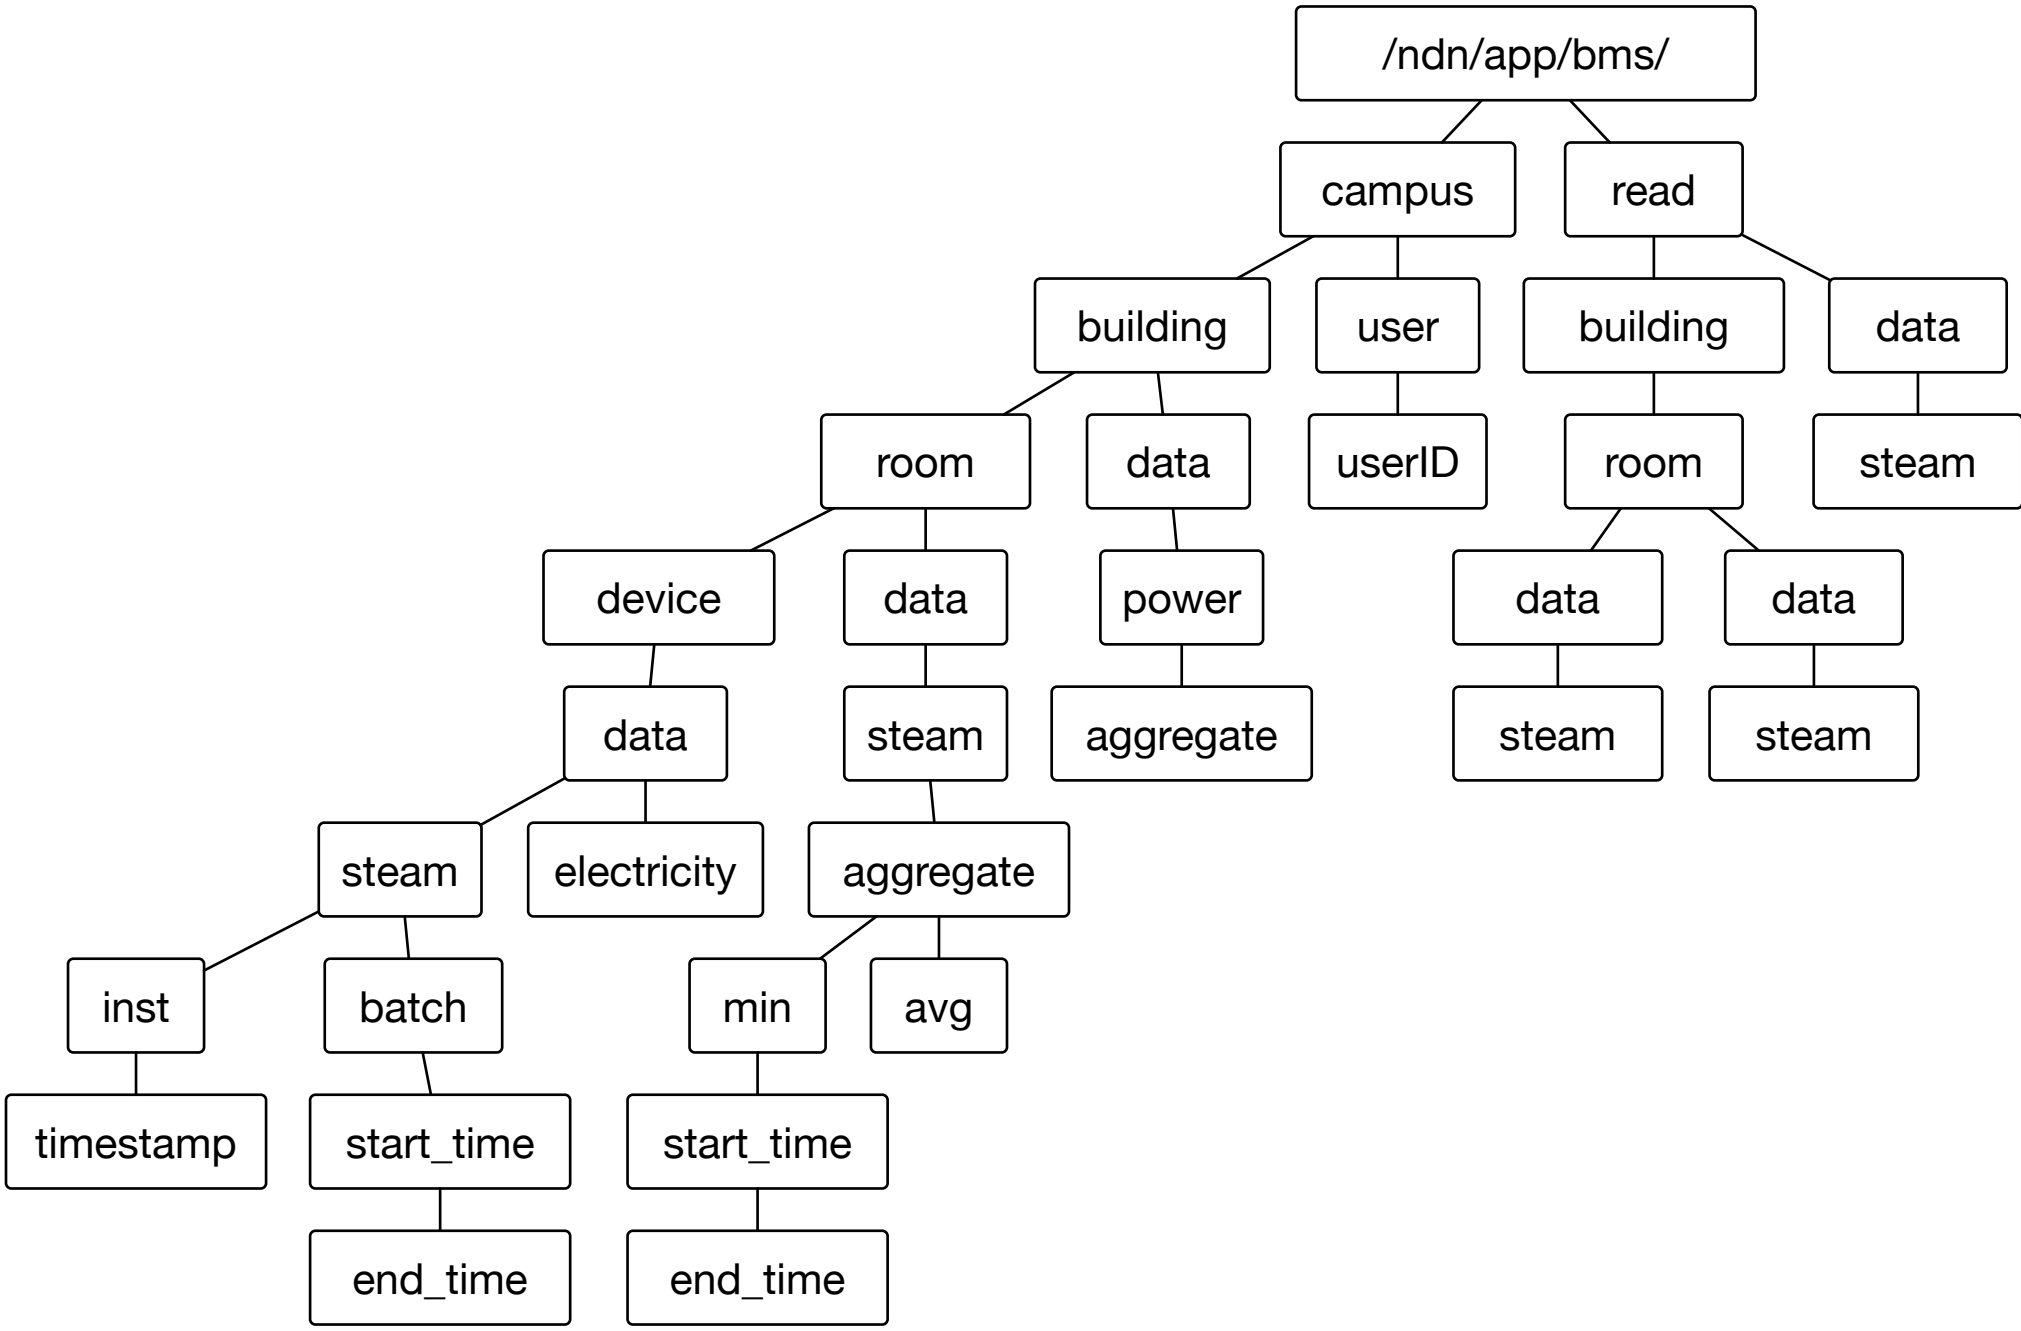 /ndn/app/bms/
campus
read
building
user
building
data
room
data
userID
room
steam
device
data
power
data
data
data
steam
aggregate
steam
steam
steam
electricity
aggregate
inst
batch
min
avg
timestamp
start_time
start_time
end_time
end_time